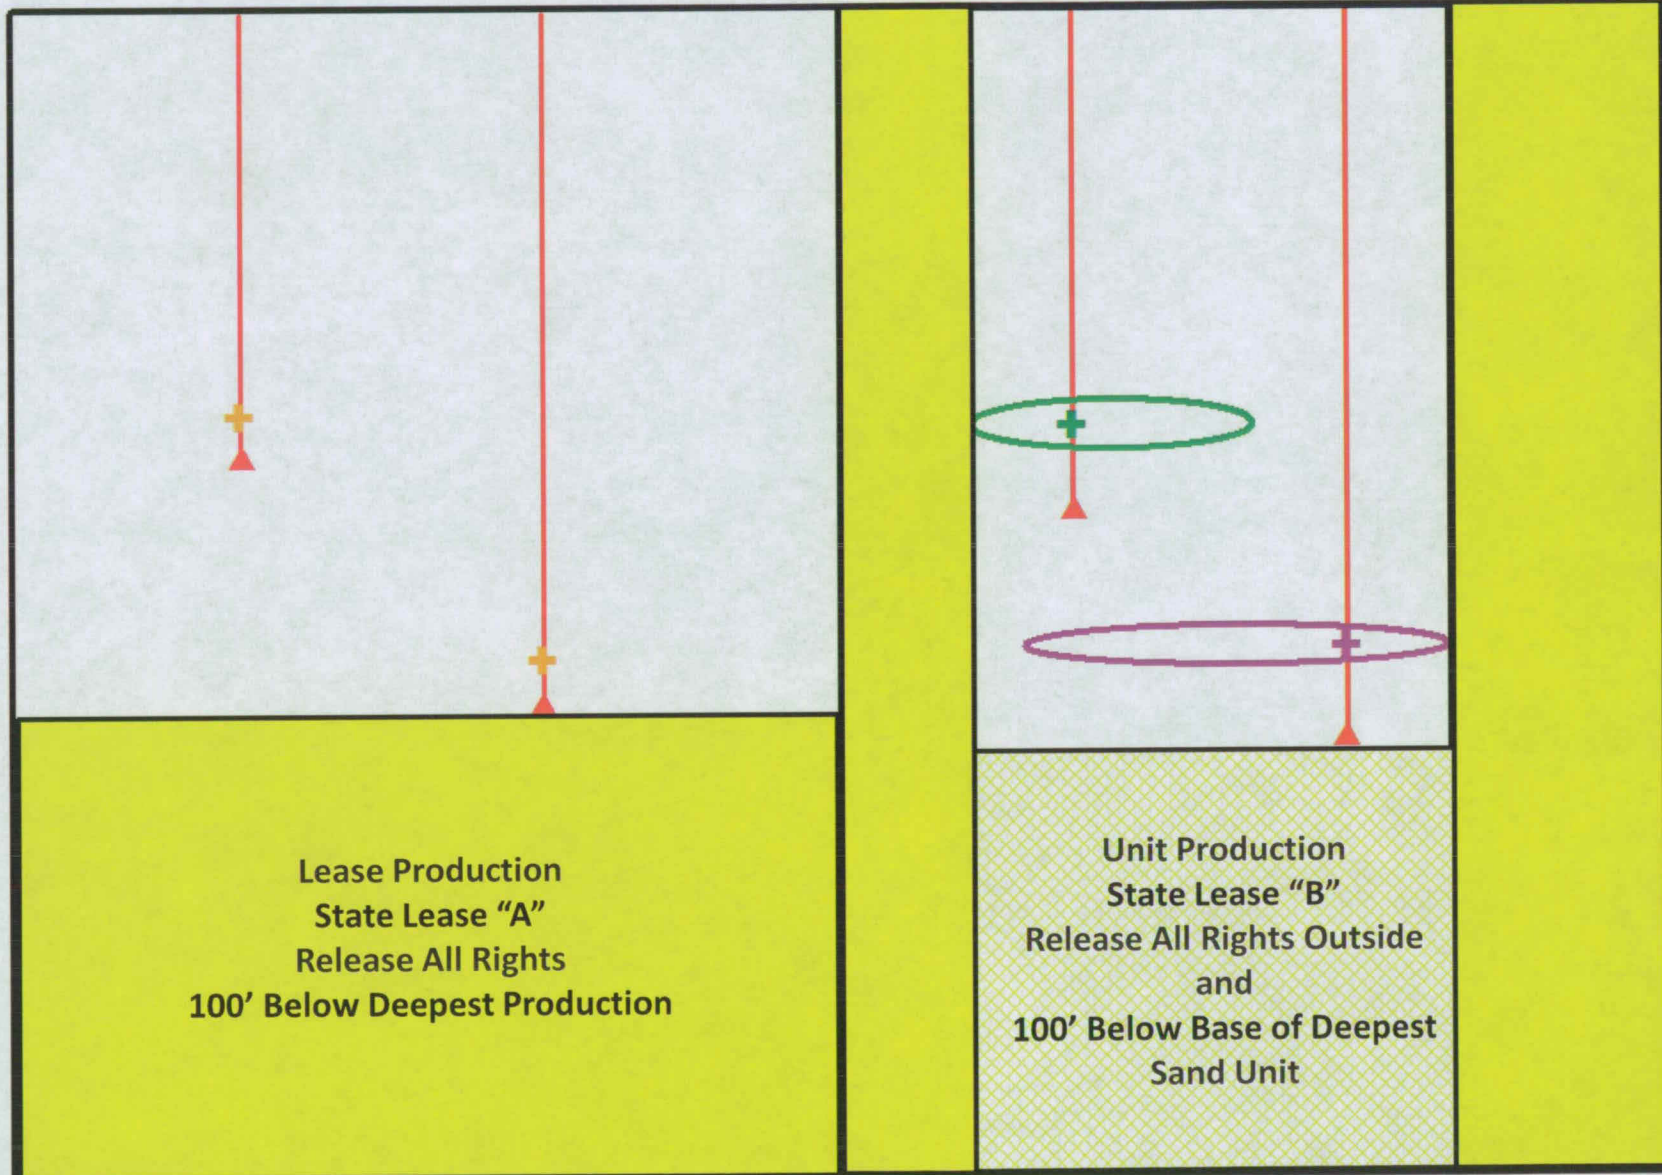 Lease Production
State Lease “A”
Release All Rights
100’ Below Deepest Production
Unit Production
State Lease “B”
Release All Rights Outside
and
100’ Below Base of Deepest
Sand Unit